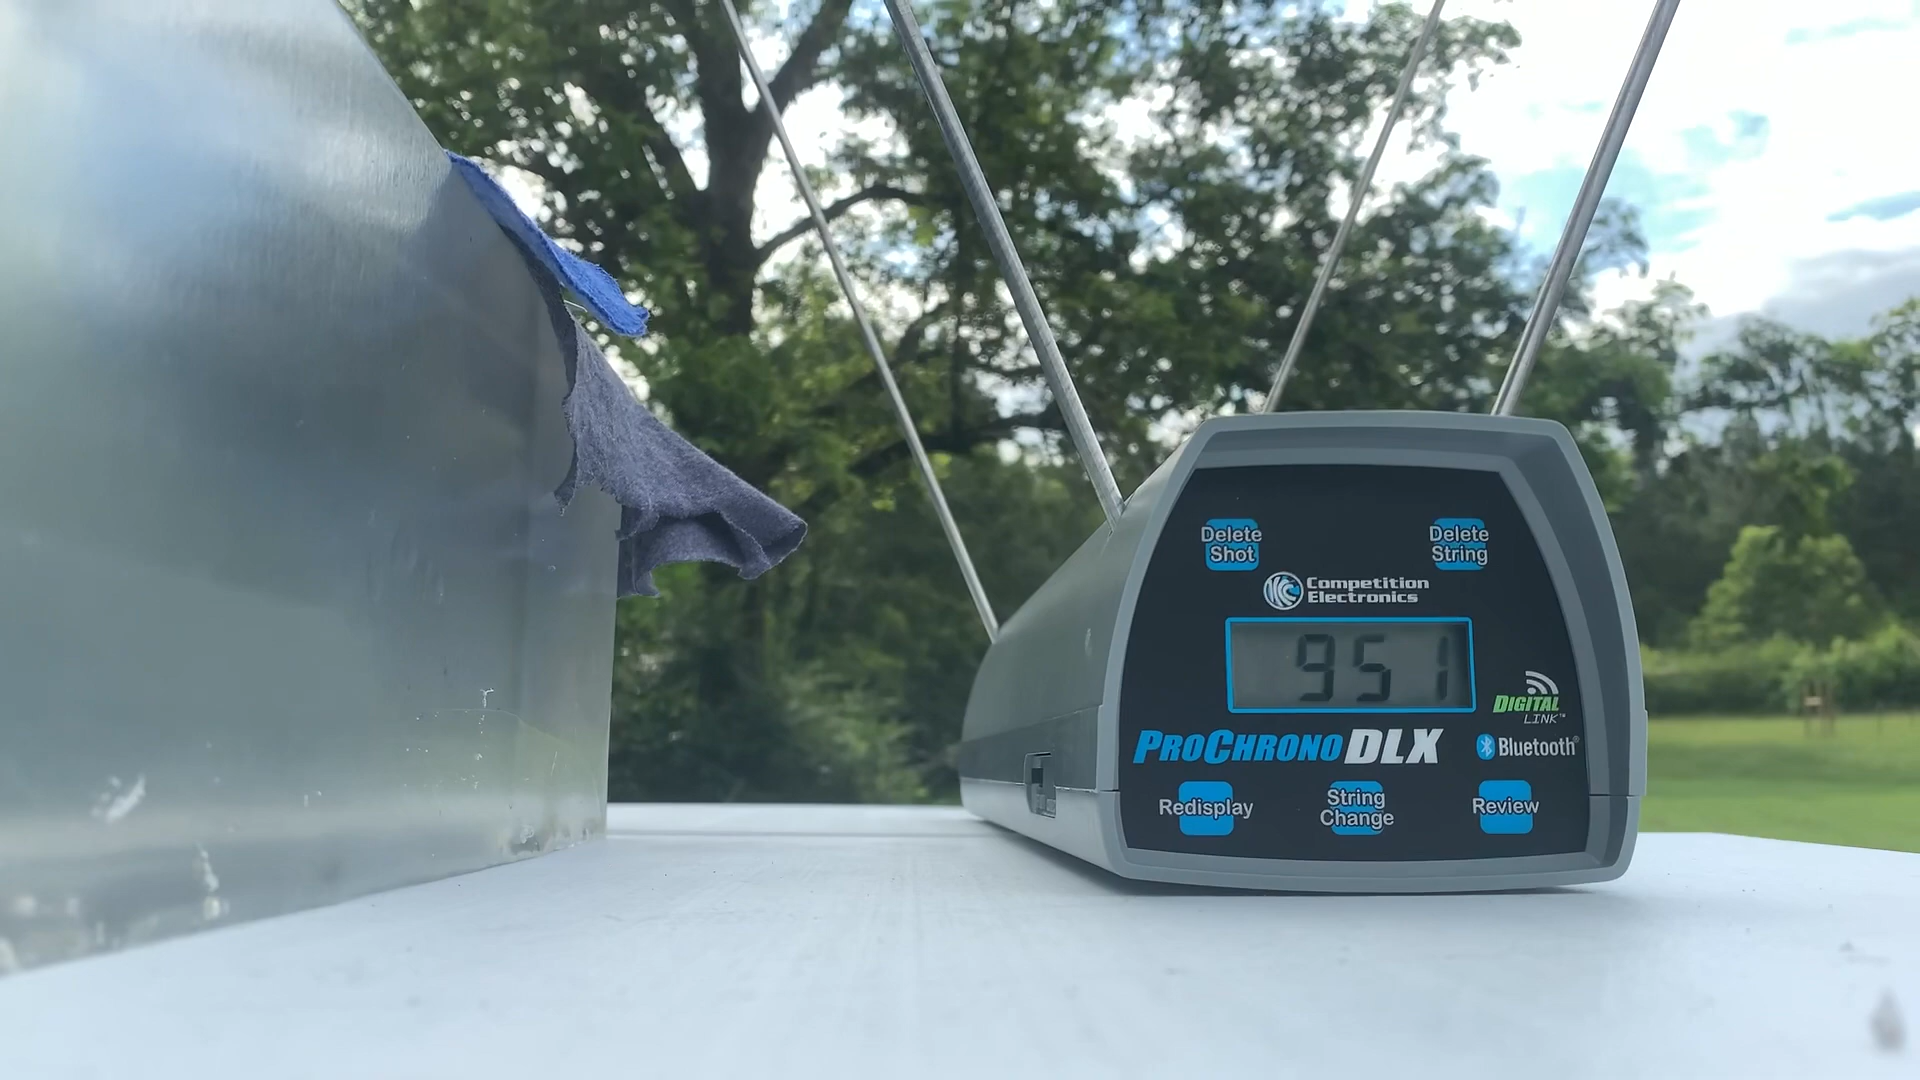 Delete
Shot
Delete
String
Competition
Electronics
951
DIGITAL
LINK™
PROCHRONO DLX
Bluetooth®
Redisplay
String
Change
Review